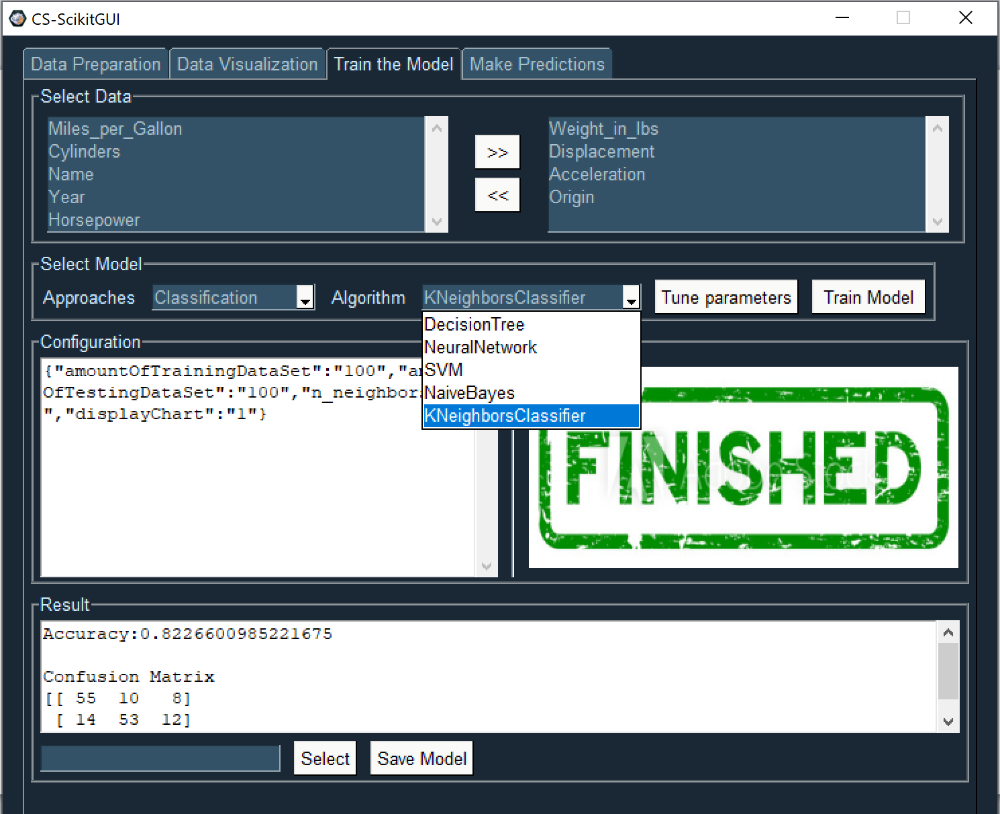 CS-ScikitGUI
Data Preparation Data Visualization Train the Model Make Predictions
Select Data
Miles_per_Gallon
Cylinders
Name
Year
Horsepower
>>
<<
Weight_in_lbs
Displacement
Acceleration
Origin
Select Model
Approaches Classification Algorithm KNeighborsClassifier Tune parameters Train Model
DecisionTree
NeuralNetwork
SVM
NaiveBayes
KNeighborsClassifier
Configuration
{"amountOfTrainingDataSet":"100","a
OfTestingDataSet":"100","n_neighbor
","displayChart":"1"}
FINISHED
Adobe Stock
Result
Accuracy:0.8226600985221675
Confusion Matrix
[[ 55 10 8]
[ 14 53 12]
Select Save Model